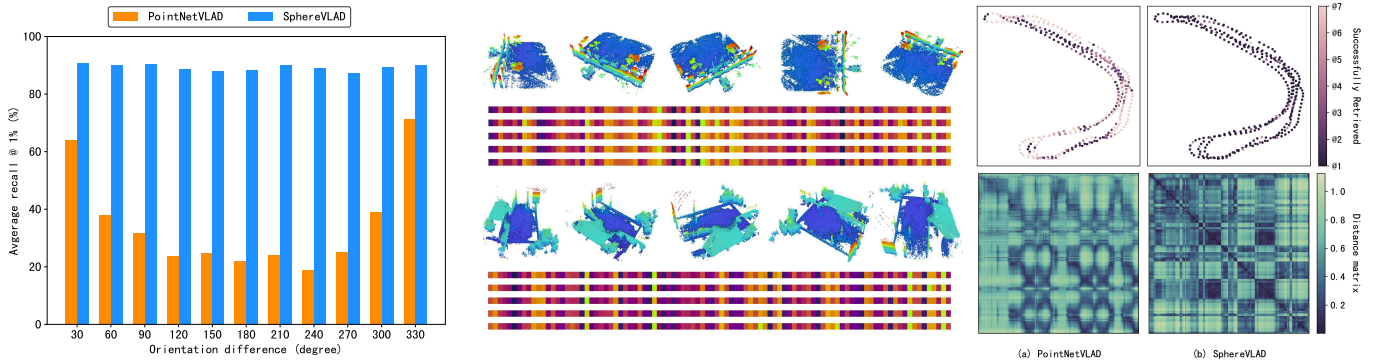 PointNetVLAD SphereVLAD
Avgerage recall @ 1% (%)
100
80
60
40
20
0
30 60 90 120 150 180 210 240 270 300 330
Orientation difference (degree)
@7
@6
@5
@4
@3
@2
@1
Successfully Retrieved
1.0
0.8
0.6
0.4
0.2
Distance matrix
(a) PointNetVLAD (b) SphereVLAD